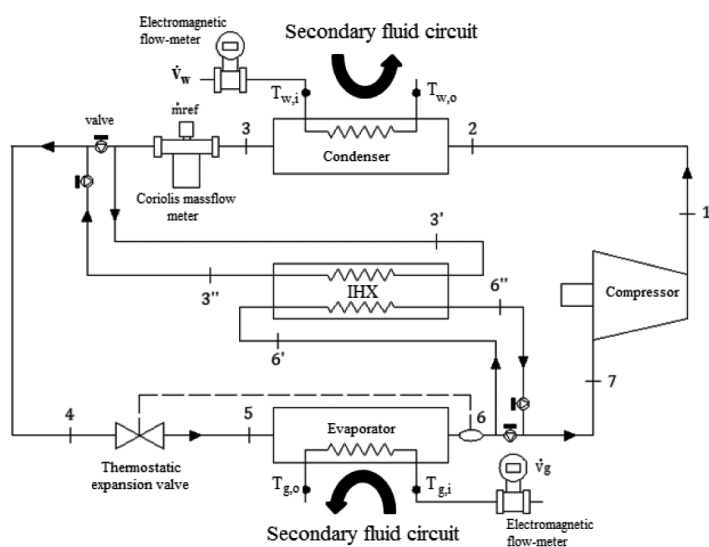 Electromagnetic
flow-meter
Secondary fluid circuit
V̇w
Tw,i
Tw,o
ṁref
valve
3
2
Condenser
Coriolis massflow
meter
1
3'
3"
IHX
6"
Compressor
6'
7
4
5
Evaporator
6
Thermostatic
expansion valve
Tg,o
Tg,i
V̇g
Secondary fluid circuit
Electromagnetic
flow-meter